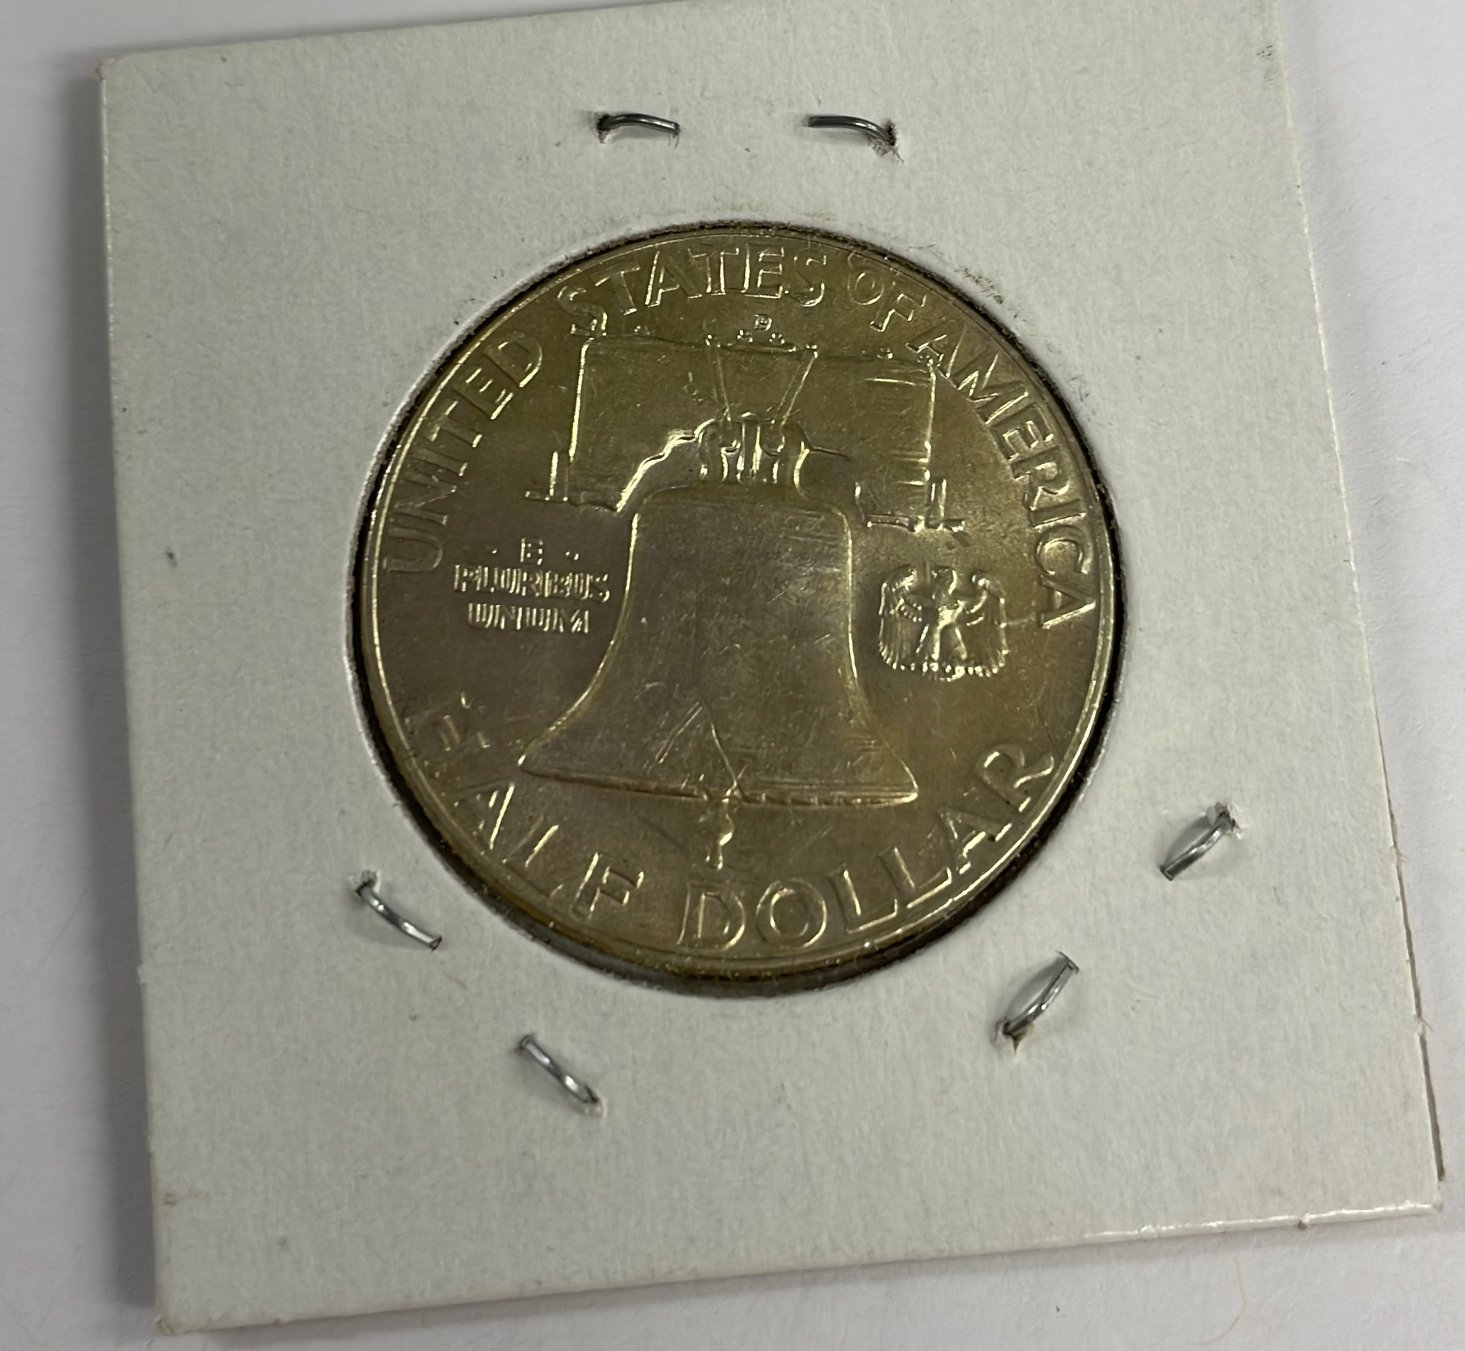 UNITED STATES OF AMERICA
D
· E ·
PLURIBUS
UNUM
HALF DOLLAR